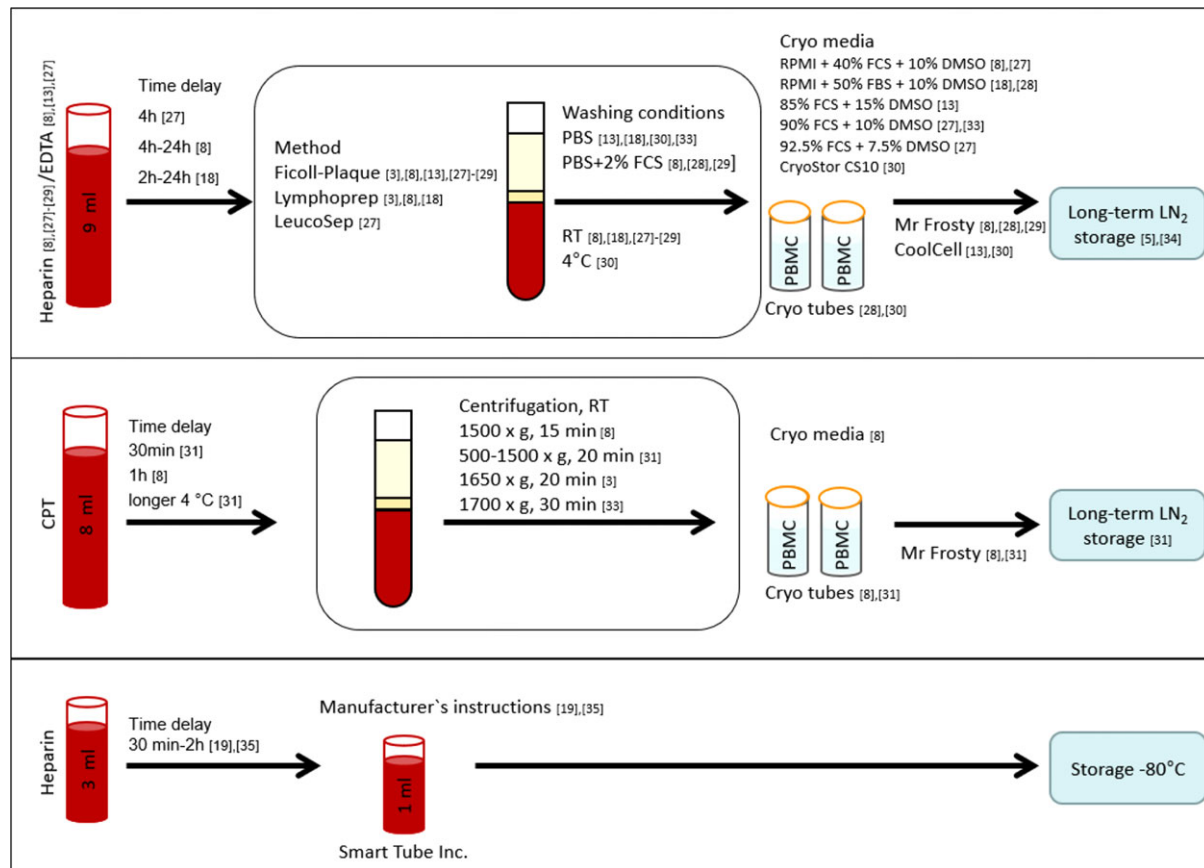 Heparin [8],[27]-[29]/EDTA [8],[13],[27]
9 ml
Time delay
4h [27]
4h-24h [8]
2h-24h [18]
Method
Ficoll-Plaque [3],[8],[13],[27]-[29]
Lymphoprep [3],[8],[18]
LeucoSep [27]
Washing conditions
PBS [13],[18],[30],[33]
PBS+2% FCS [8],[28],[29]
RT [8],[18],[27]-[29]
4°C [30]
Cryo media
RPMI + 40% FCS + 10% DMSO [8],[27]
RPMI + 50% FBS + 10% DMSO [18],[28]
85% FCS + 15% DMSO [13]
90% FCS + 10% DMSO [27],[33]
92.5% FCS + 7.5% DMSO [27]
CryoStor CS10 [30]
PBMC
PBMC
Cryo tubes [28],[30]
Mr Frosty [8],[28],[29]
CoolCell [13],[30]
Long-term LN₂
storage [5],[34]
CPT
8 ml
Time delay
30min [31]
1h [8]
longer 4 °C [31]
Centrifugation, RT
1500 x g, 15 min [8]
500-1500 x g, 20 min [31]
1650 x g, 20 min [3]
1700 x g, 30 min [33]
Cryo media [8]
PBMC
PBMC
Cryo tubes [8],[31]
Mr Frosty [8],[31]
Long-term LN₂
storage [31]
Heparin
3 ml
Time delay
30 min-2h [19],[35]
Manufacturer`s instructions [19],[35]
1 ml
Smart Tube Inc.
Storage -80°C